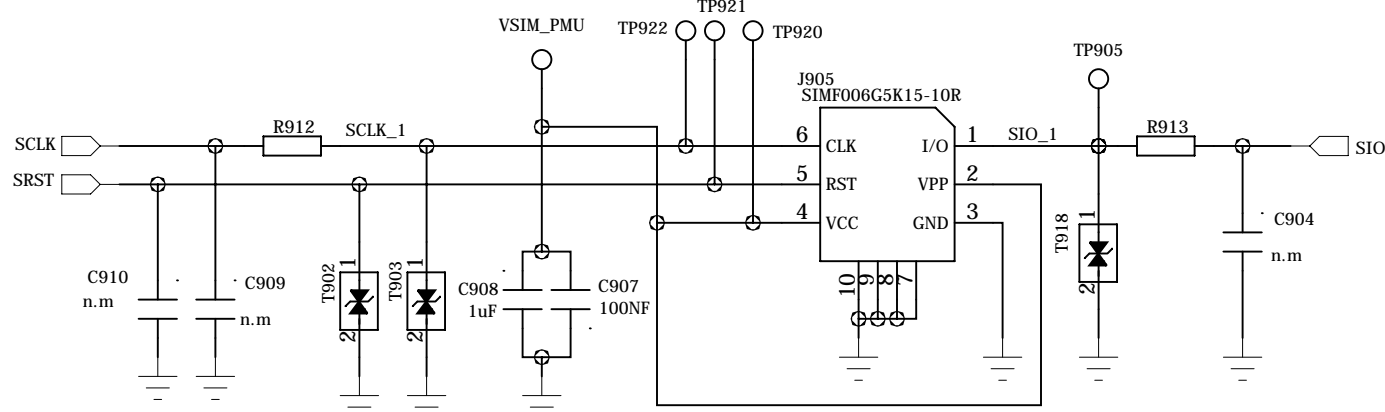 TP921
VSIM_PMU
TP922
TP920
TP905
J905
SIMF006G5K15-10R
SCLK
R912
SCLK_1
6
CLK
I/O
1
SIO_1
R913
SIO
SRST
5
RST
VPP
2
4
VCC
GND
3
C904
n.m
T918
1
2
C910
n.m
C909
n.m
T902
1
2
T903
1
2
C908
1uF
C907
100NF
10
9
8
7